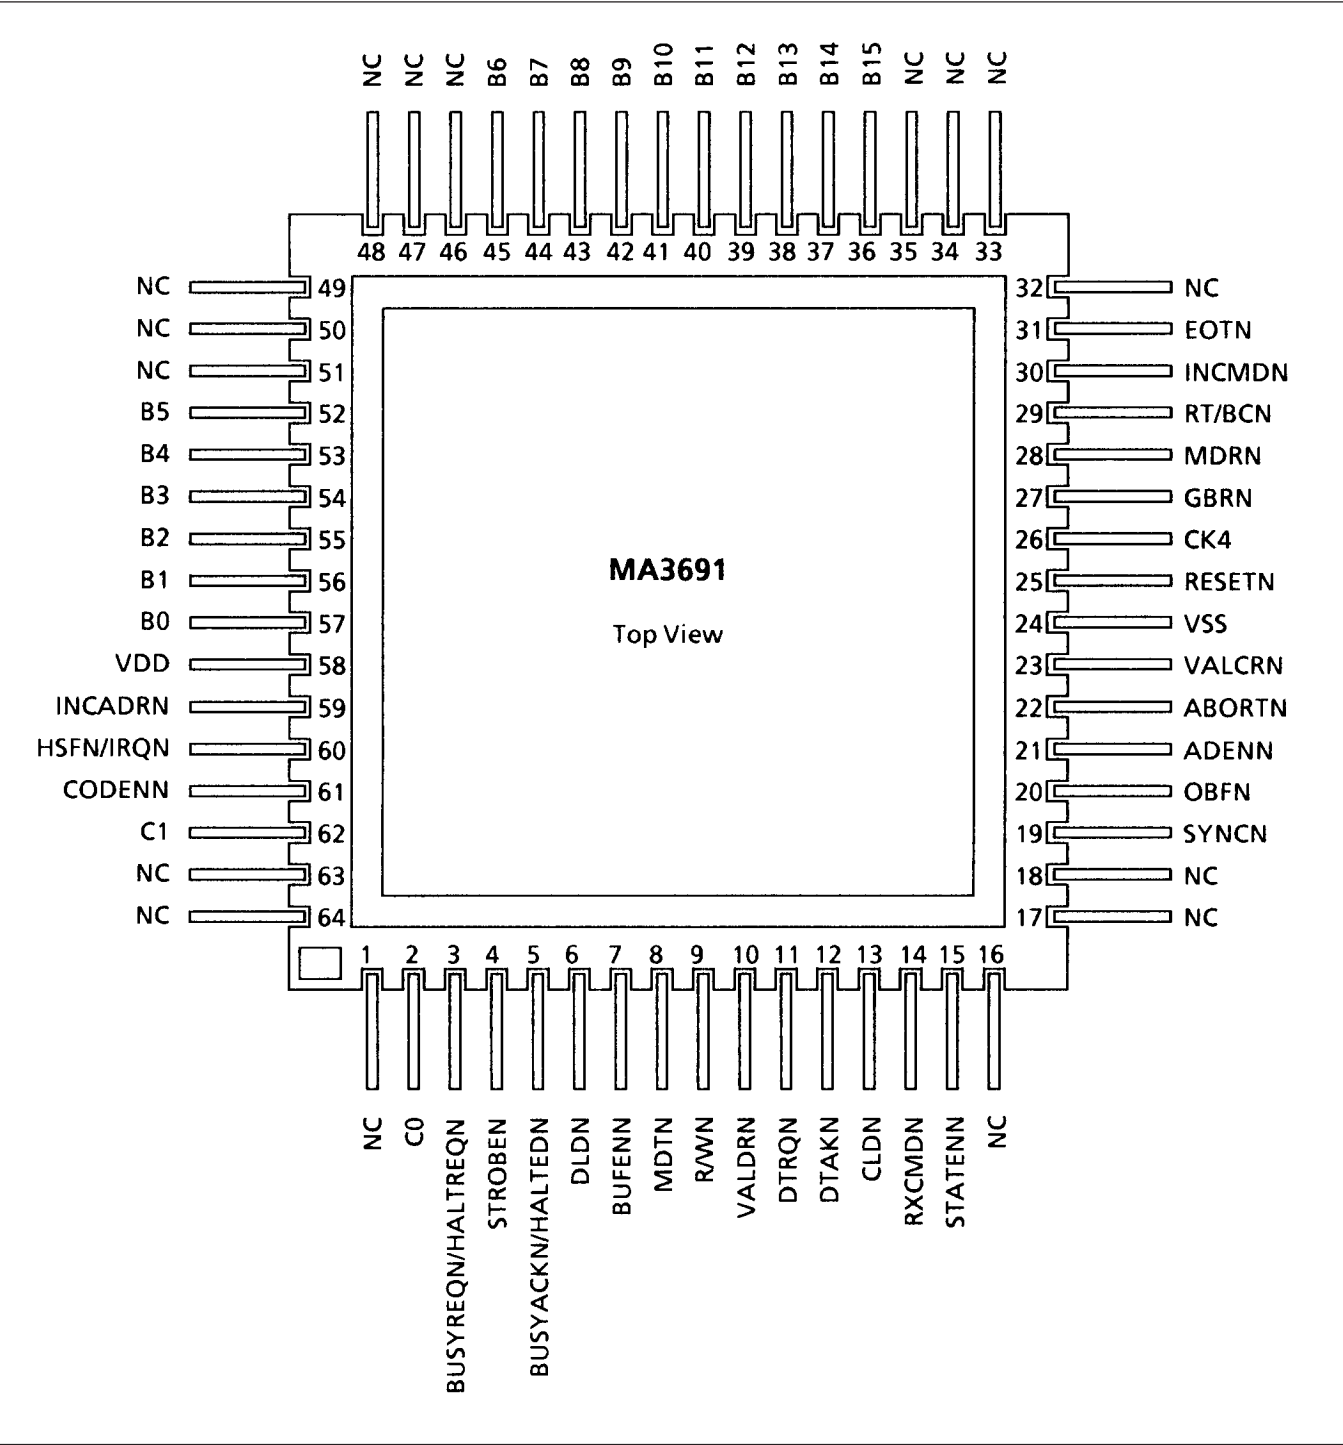 NC NC NC B6 B7 B8 B9 B10 B11 B12 B13 B14 B15 NC NC NC
48 47 46 45 44 43 42 41 40 39 38 37 36 35 34 33
NC 49 32 NC
NC 50 31 EOTN
NC 51 30 INCMDN
B5 52 29 RT/BCN
B4 53 28 MDRN
B3 54 27 GBRN
B2 55 26 CK4
B1 56 25 RESETN
B0 57 24 VSS
VDD 58 23 VALCRN
INCADRN 59 22 ABORTN
HSFN/IRQN 60 21 ADENN
CODENN 61 20 OBFN
C1 62 19 SYNCN
NC 63 18 NC
NC 64 17 NC
MA3691
Top View
1 2 3 4 5 6 7 8 9 10 11 12 13 14 15 16
NC
C0
BUSYREQN/HALTREQN
STROBEN
BUSYACKN/HALTEDN
DLDN
BUFENN
MDTN
R/WN
VALDRN
DTRQN
DTAKN
CLDN
RXCMDN
STATENN
NC